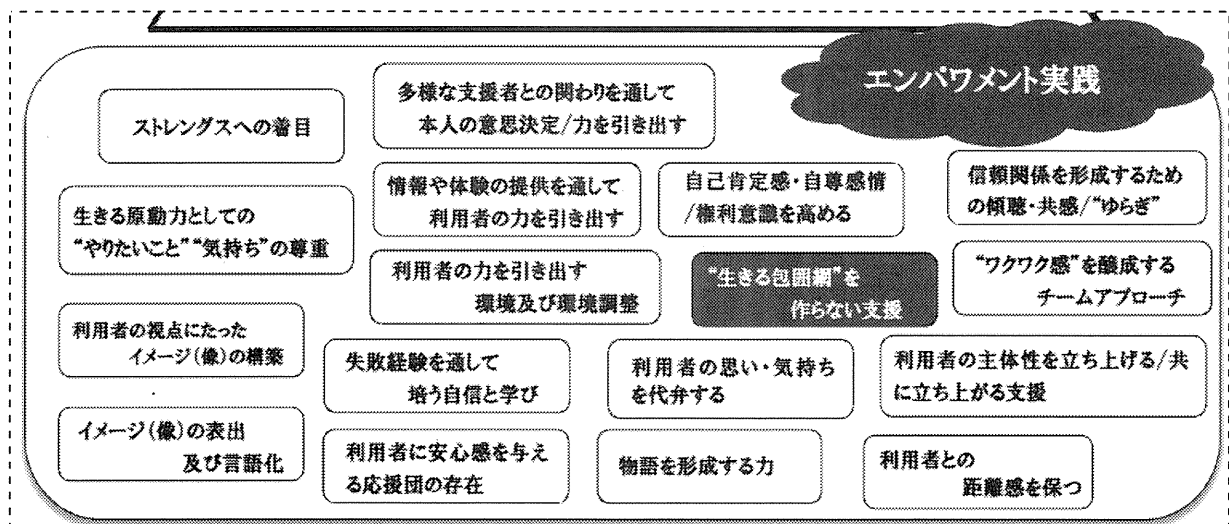 エンパワメント実践
ストレングスへの着目
多様な支援者との関わりを通して
本人の意思決定/力を引き出す
生きる原動力としての
“やりたいこと”“気持ち”の尊重
情報や体験の提供を通して
利用者の力を引き出す
自己肯定感・自尊感情
/権利意識を高める
信頼関係を形成するため
の傾聴・共感/“ゆらぎ”
利用者の力を引き出す
環境及び環境調整
“生きる包囲網”を
作らない支援
“ワクワク感”を醸成する
チームアプローチ
利用者の視点にたった
イメージ(像)の構築
失敗経験を通して
培う自信と学び
利用者の思い・気持ち
を代弁する
利用者の主体性を立ち上げる/共
に立ち上がる支援
イメージ(像)の表出
及び言語化
利用者に安心感を与え
る応援団の存在
物語を形成する力
利用者との
距離感を保つ